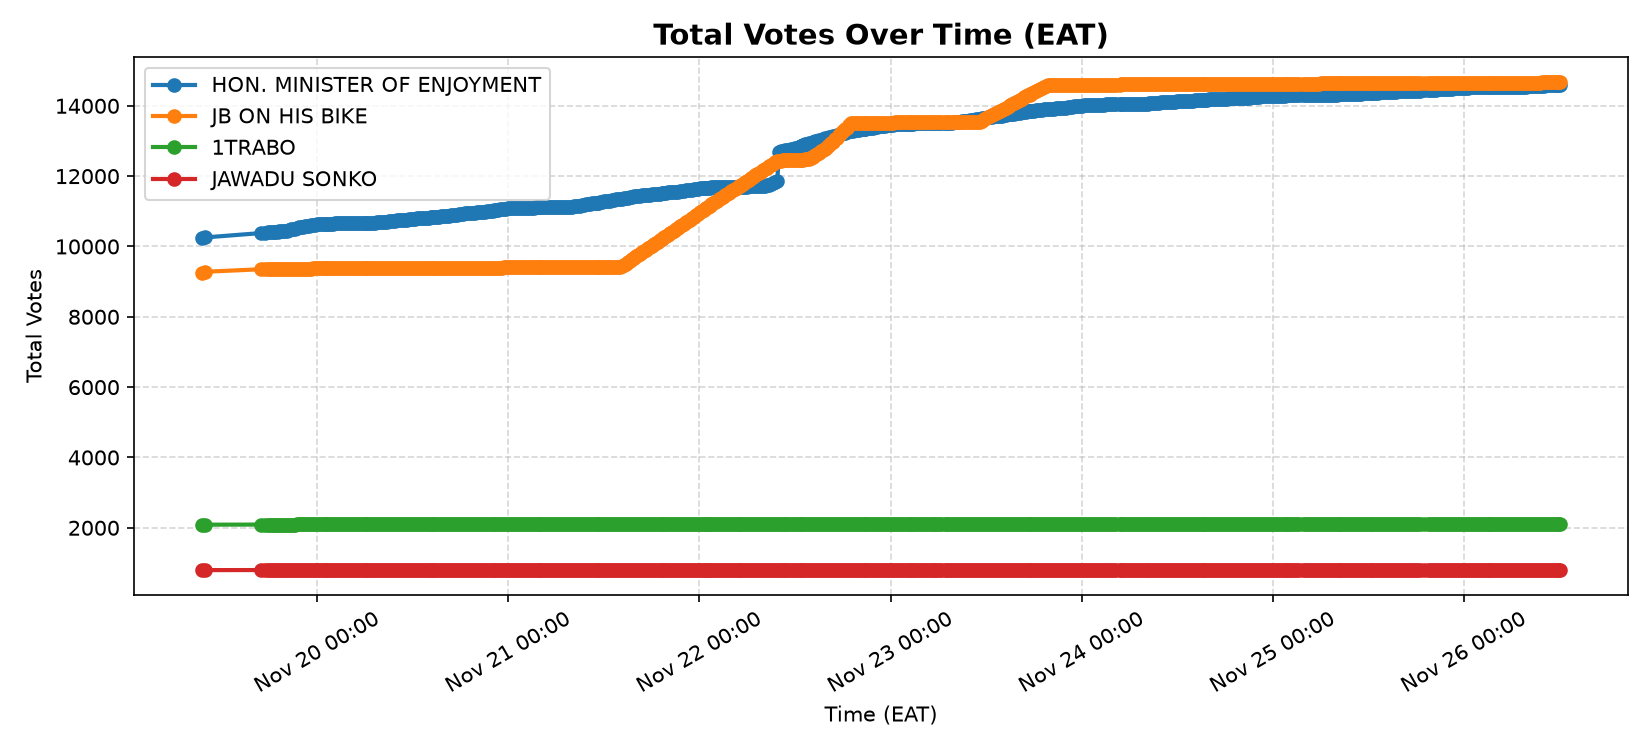 Total Votes Over Time (EAT)
HON. MINISTER OF ENJOYMENT
JB ON HIS BIKE
1TRABO
JAWADU SONKO
Total Votes
14000
12000
10000
8000
6000
4000
2000
Nov 20 00:00
Nov 21 00:00
Nov 22 00:00
Nov 23 00:00
Nov 24 00:00
Nov 25 00:00
Nov 26 00:00
Time (EAT)